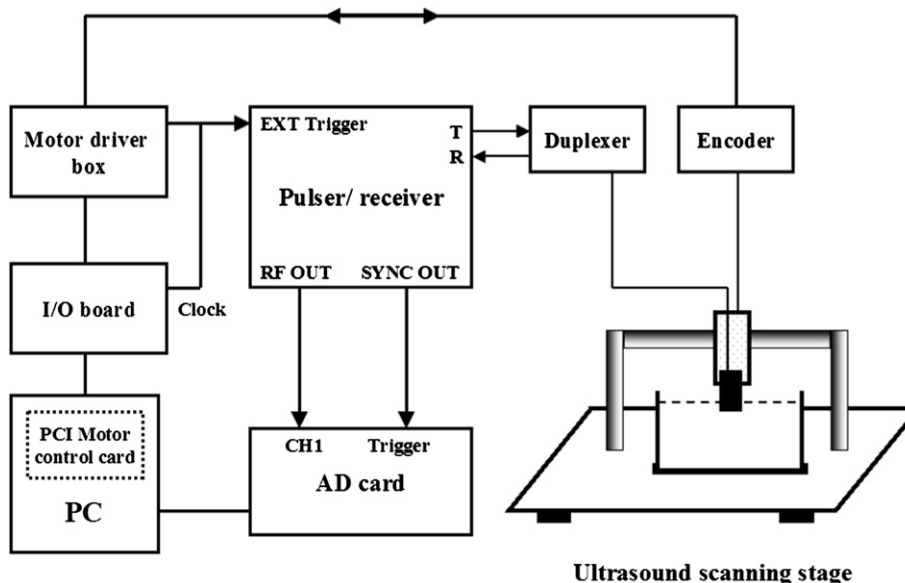 Motor driver
box
EXT Trigger
T
R
Pulser/ receiver
RF OUT
SYNC OUT
Duplexer
Encoder
I/O board
Clock
PCI Motor
control card
PC
CH1
Trigger
AD card
Ultrasound scanning stage